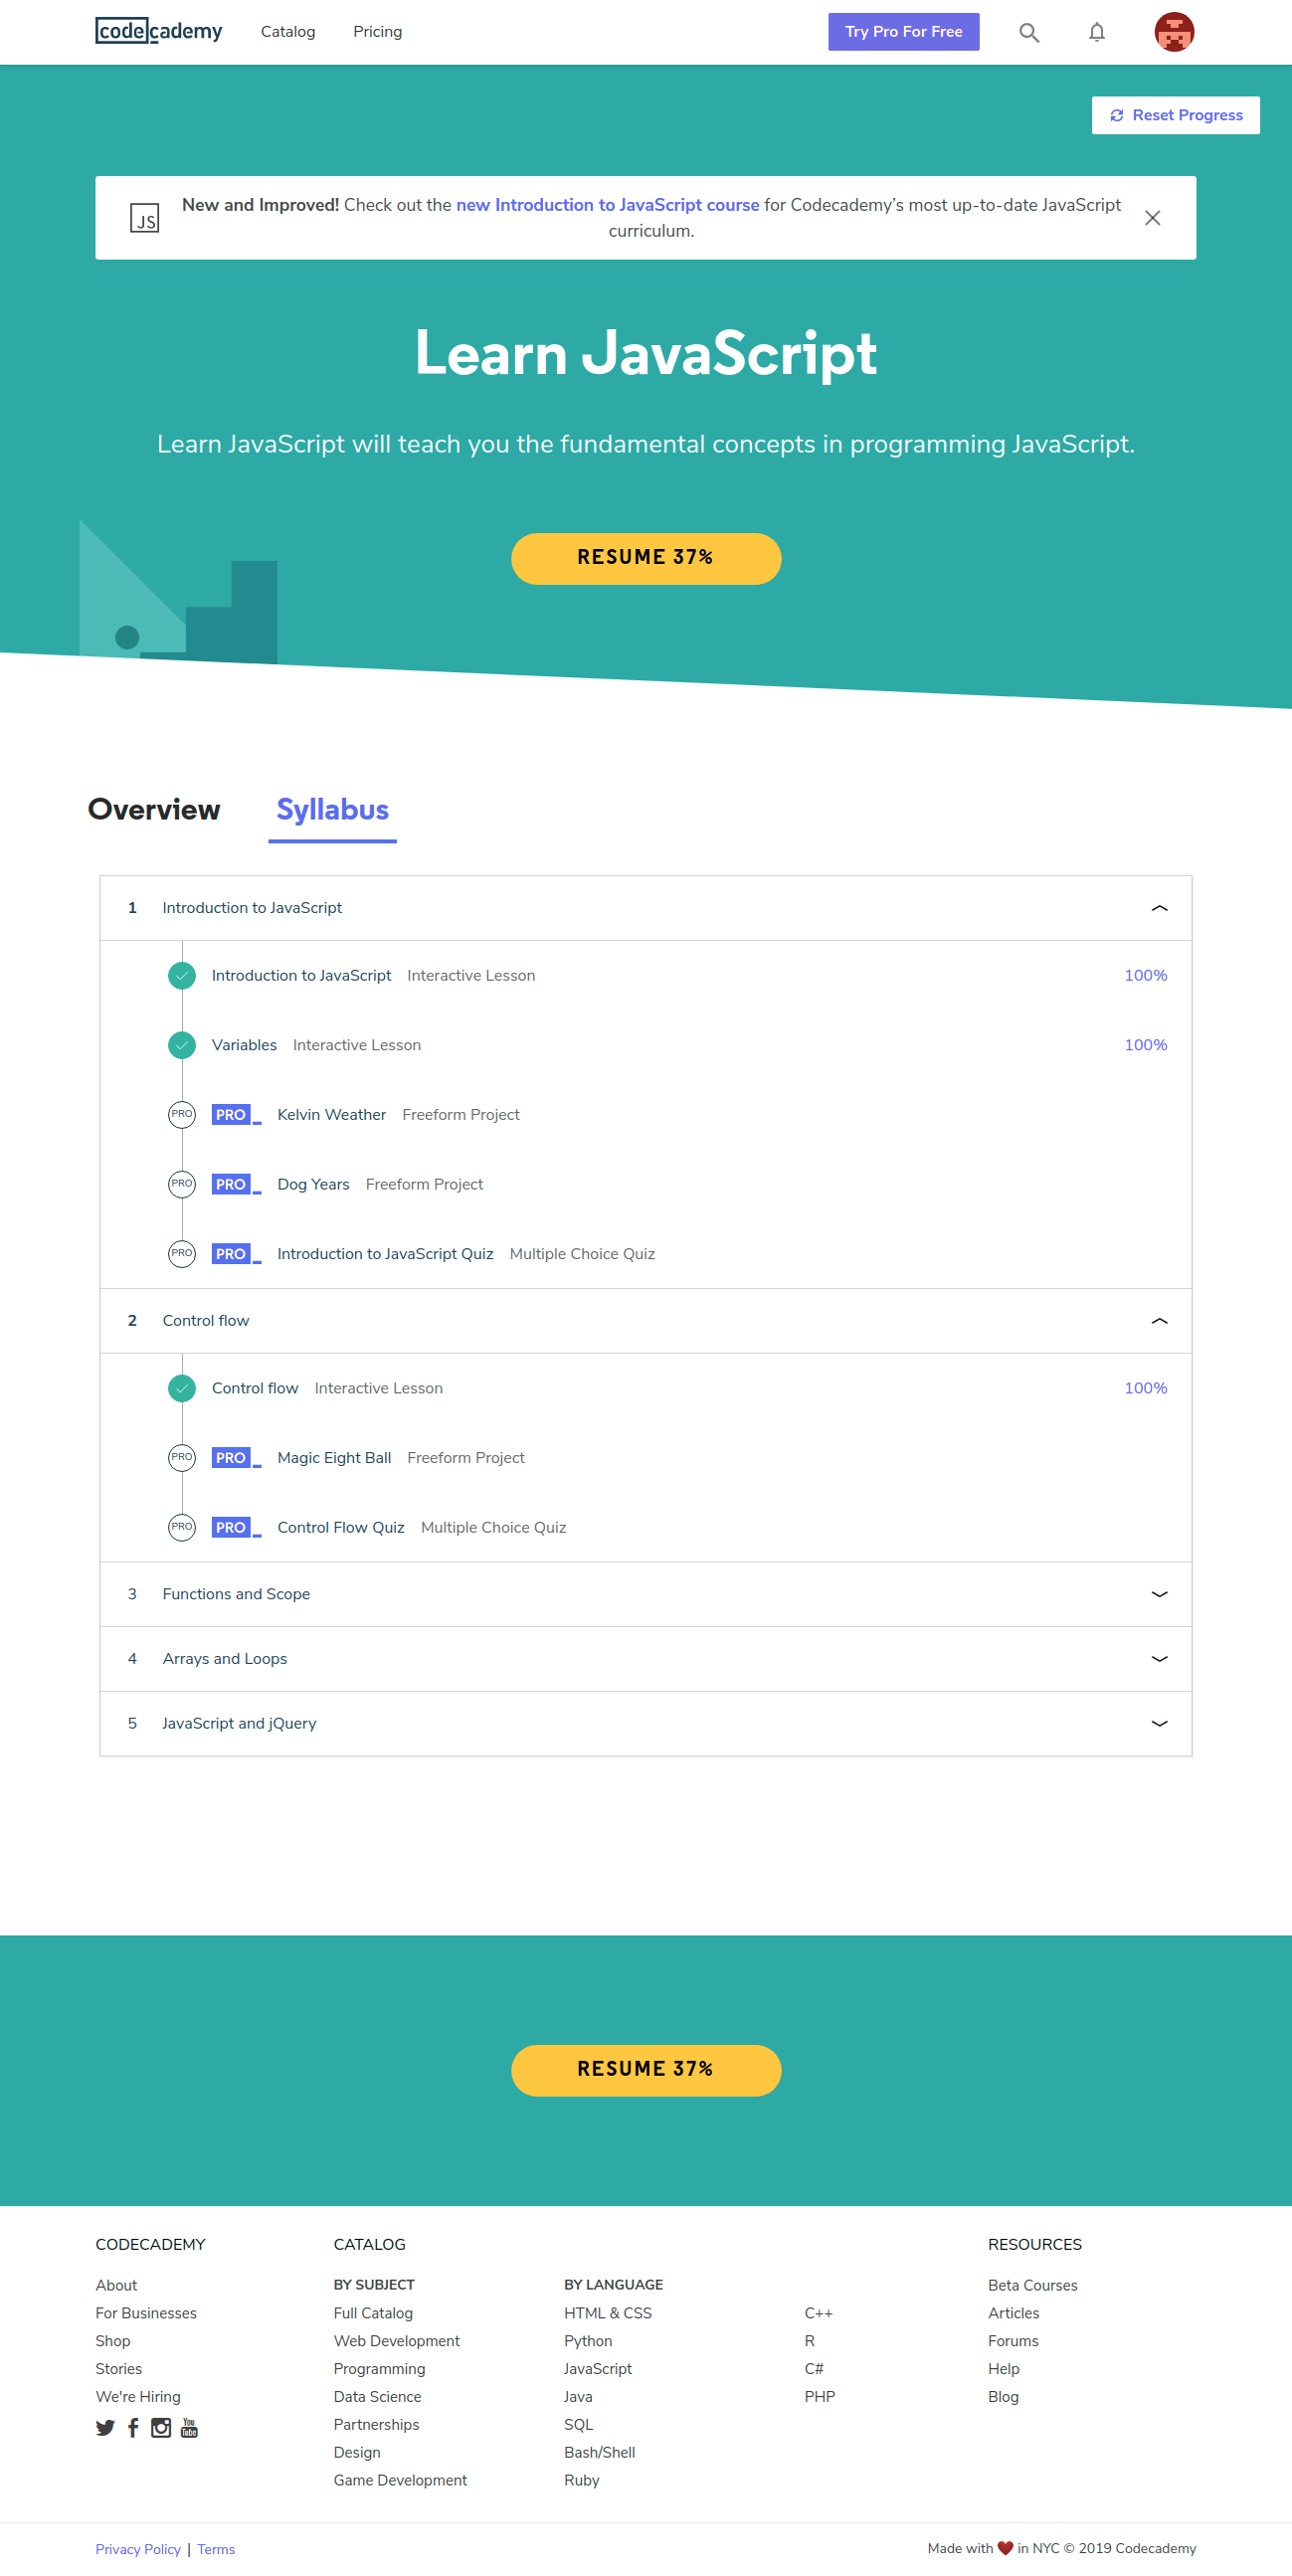 codecademy Catalog Pricing Try Pro For Free
Reset Progress
JS New and Improved! Check out the new Introduction to JavaScript course for Codecademy’s most up-to-date JavaScript
curriculum.
Learn JavaScript
Learn JavaScript will teach you the fundamental concepts in programming JavaScript.
RESUME 37%
Overview Syllabus
1 Introduction to JavaScript
Introduction to JavaScript Interactive Lesson 100%
Variables Interactive Lesson 100%
PRO PRO Kelvin Weather Freeform Project
PRO PRO Dog Years Freeform Project
PRO PRO Introduction to JavaScript Quiz Multiple Choice Quiz
2 Control flow
Control flow Interactive Lesson 100%
PRO PRO Magic Eight Ball Freeform Project
PRO PRO Control Flow Quiz Multiple Choice Quiz
3 Functions and Scope
4 Arrays and Loops
5 JavaScript and jQuery
RESUME 37%
CODECADEMY
About
For Businesses
Shop
Stories
We're Hiring
You Tube
CATALOG
BY SUBJECT
Full Catalog
Web Development
Programming
Data Science
Partnerships
Design
Game Development
BY LANGUAGE
HTML & CSS
Python
JavaScript
Java
SQL
Bash/Shell
Ruby
C++
R
C#
PHP
RESOURCES
Beta Courses
Articles
Forums
Help
Blog
Privacy Policy | Terms
Made with ❤ in NYC © 2019 Codecademy